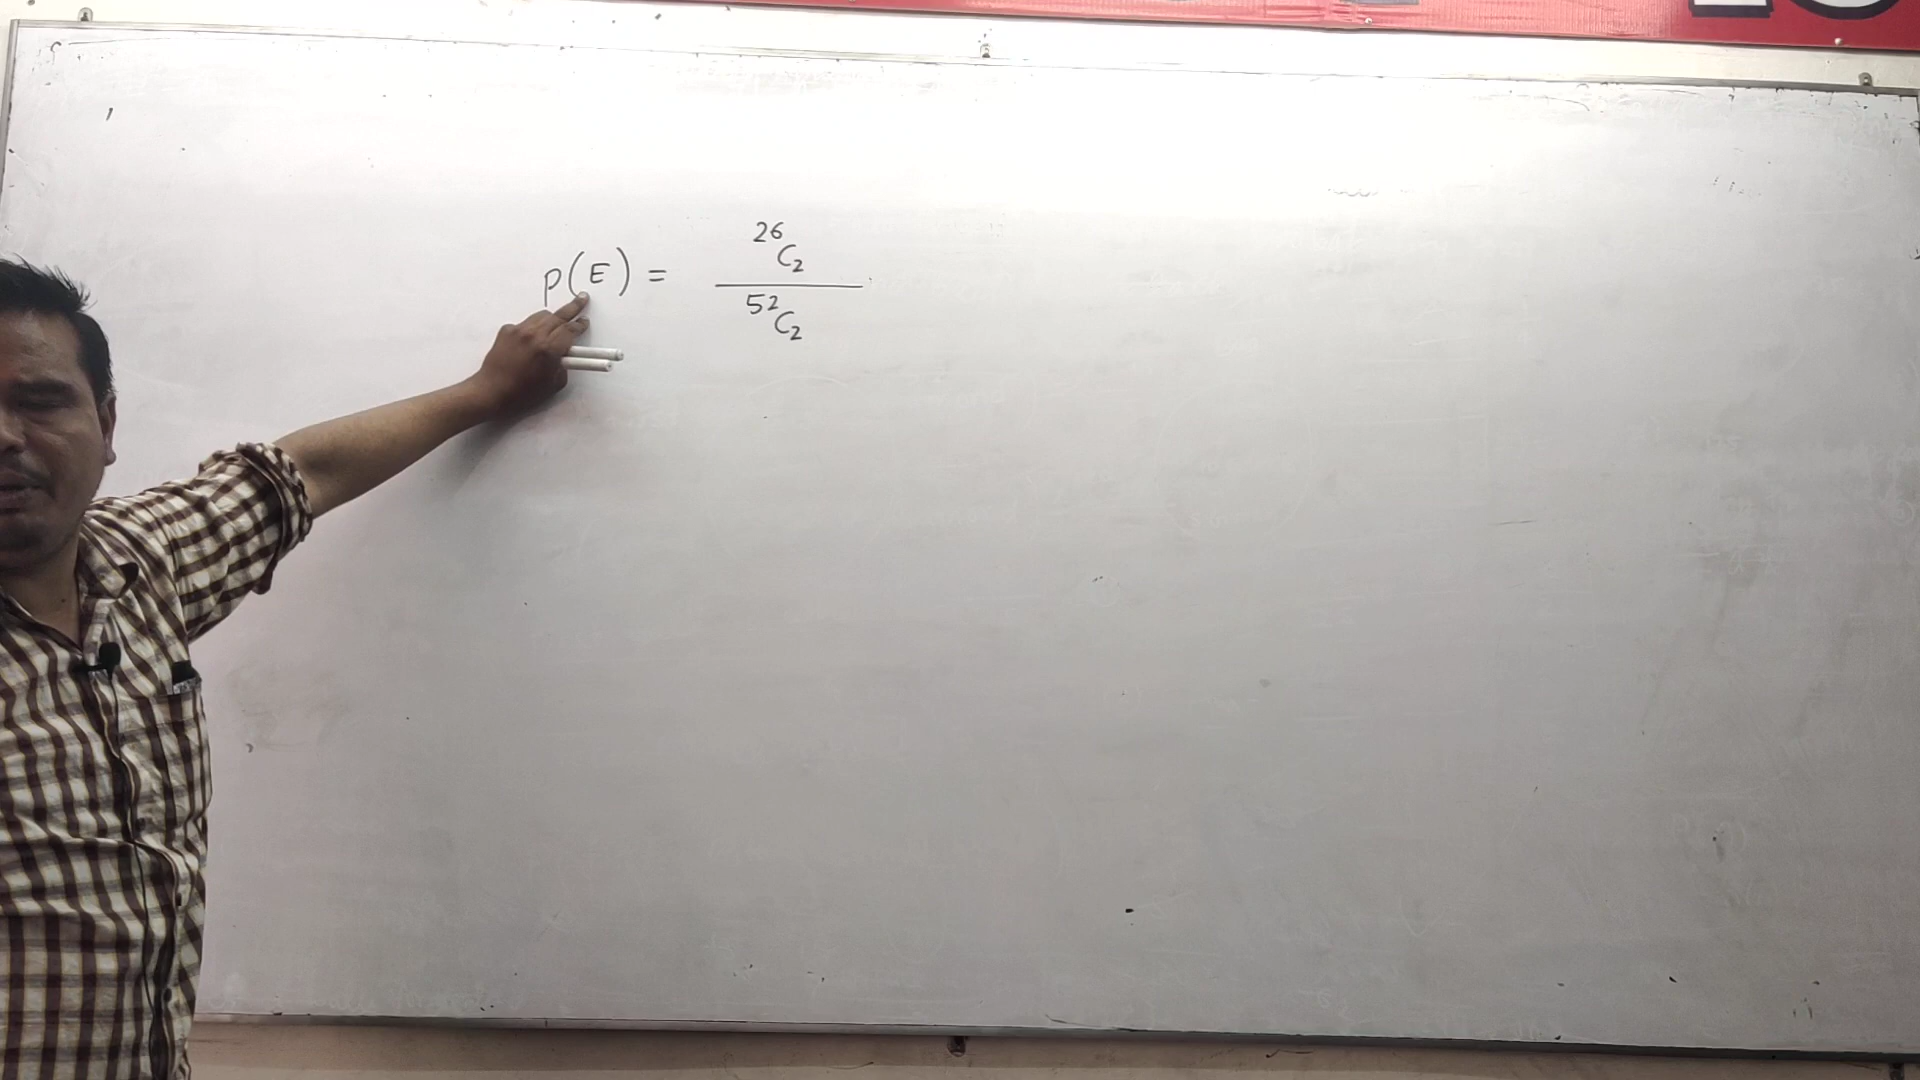 P(E) = ²⁶C₂ / ⁵²C₂